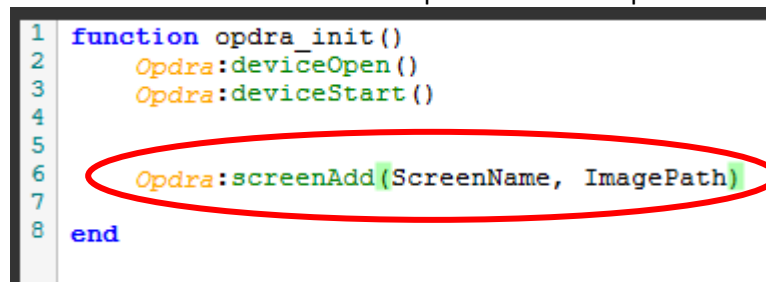 1 function opdra_init()
2 Opdra:deviceOpen()
3 Opdra:deviceStart()
4
5
6 Opdra:screenAdd(ScreenName, ImagePath)
7
8 end